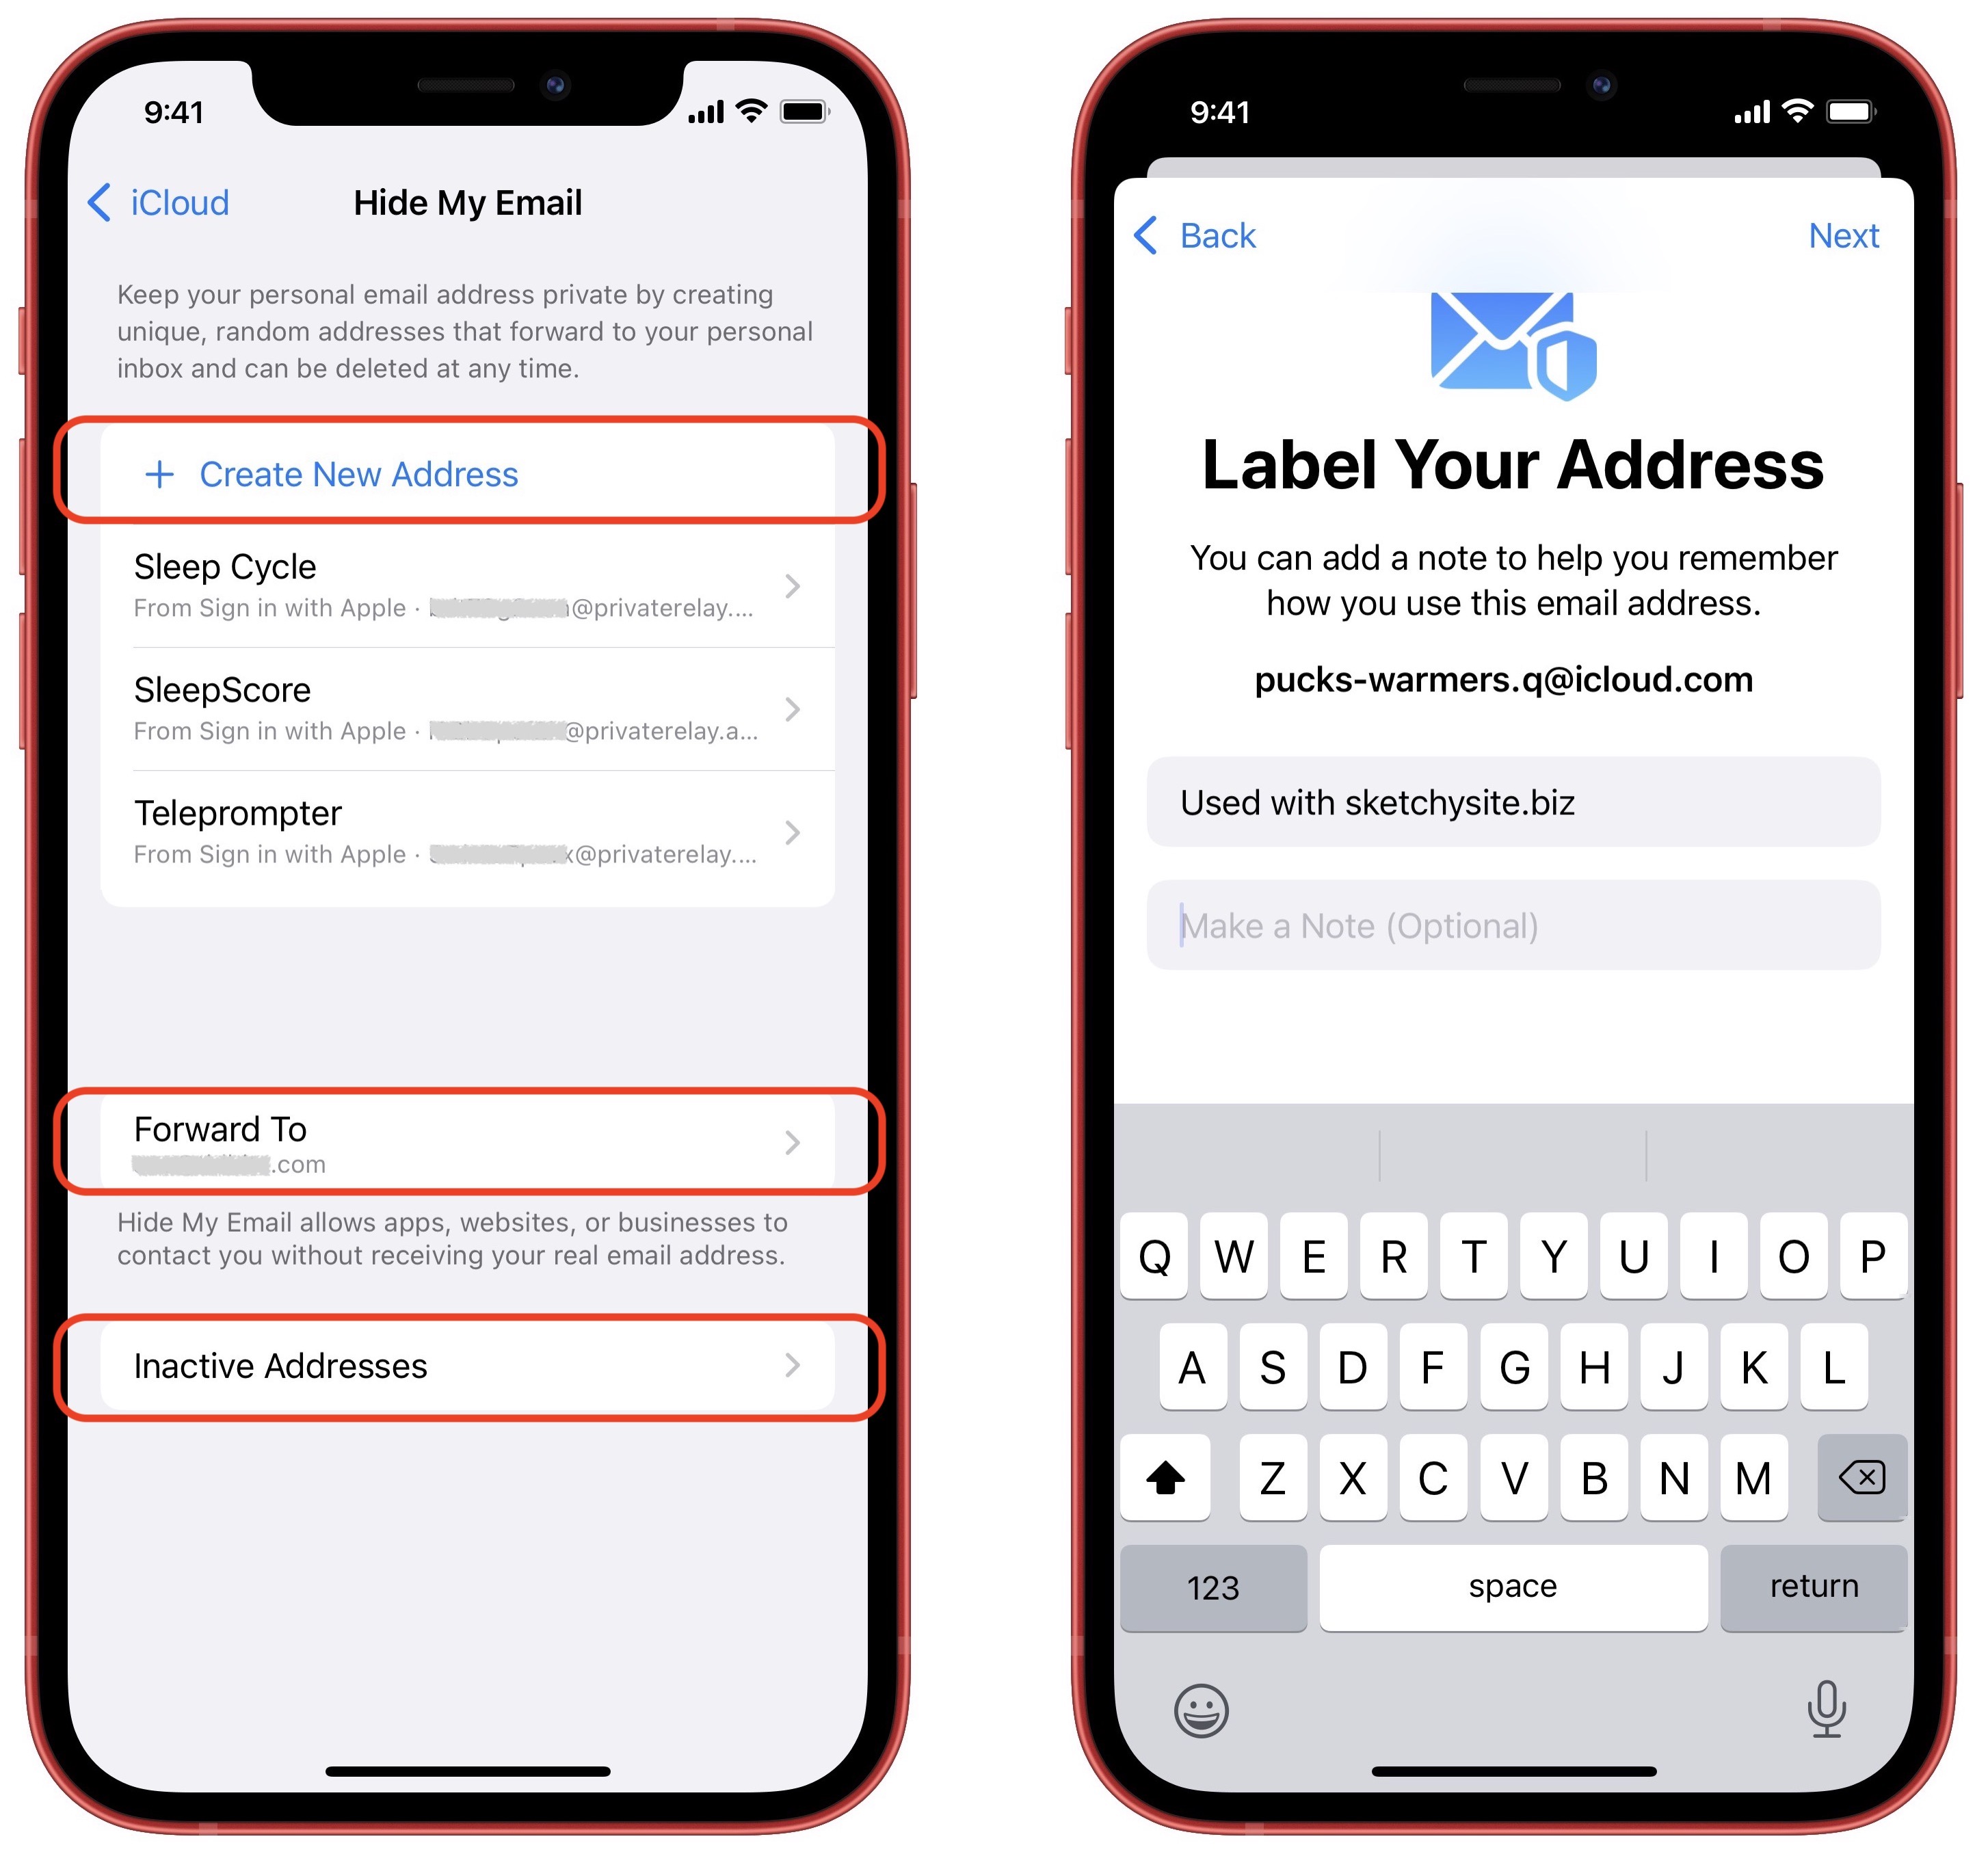 9:41
iCloud
Hide My Email
Keep your personal email address private by creating
unique, random addresses that forward to your personal
inbox and can be deleted at any time.
+ Create New Address
Sleep Cycle
From Sign in with Apple · @privaterelay....
SleepScore
From Sign in with Apple · @privaterelay.a...
Teleprompter
From Sign in with Apple · x@privaterelay....
Forward To
.com
Hide My Email allows apps, websites, or businesses to
contact you without receiving your real email address.
Inactive Addresses
9:41
Back
Next
Label Your Address
You can add a note to help you remember
how you use this email address.
pucks-warmers.q@icloud.com
Used with sketchysite.biz
Make a Note (Optional)
Q W E R T Y U I O P
A S D F G H J K L
Z X C V B N M
123 space return